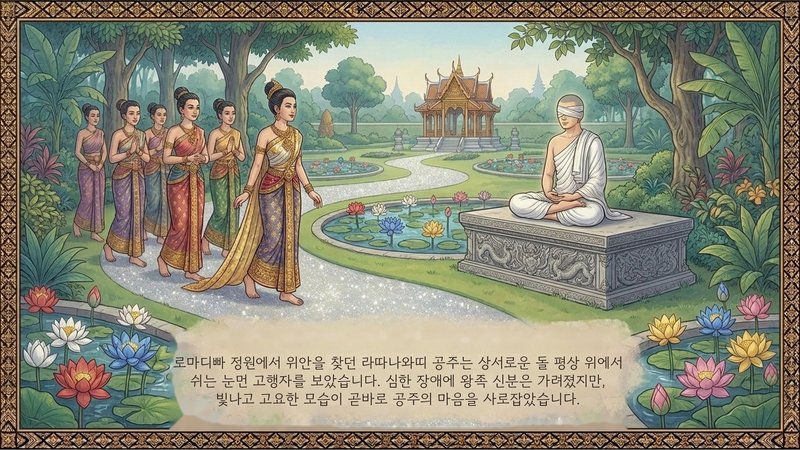 로마디빠 정원에서 위안을 찾던 라따나와띠 공주는 상서로운 돌 평상 위에서
쉬는 눈먼 고행자를 보았습니다. 심한 장애에 왕족 신분은 가려졌지만,
빛나고 고요한 모습이 곧바로 공주의 마음을 사로잡았습니다.